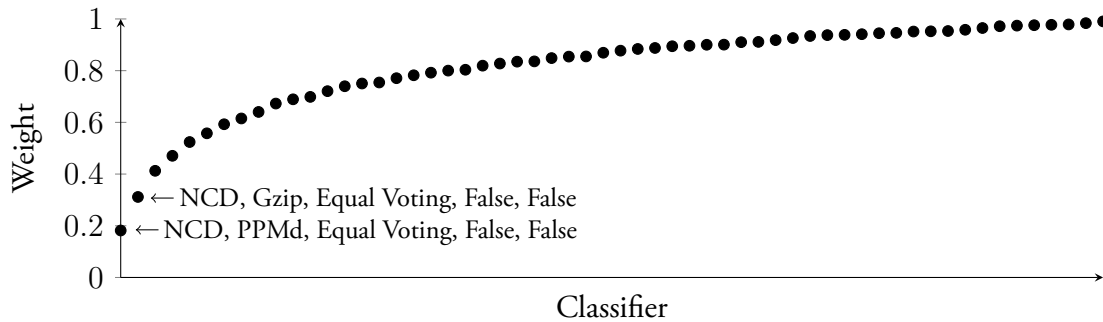 1
0.8
0.6
0.4
0.2
0
Weight
← NCD, Gzip, Equal Voting, False, False
← NCD, PPMd, Equal Voting, False, False
Classifier